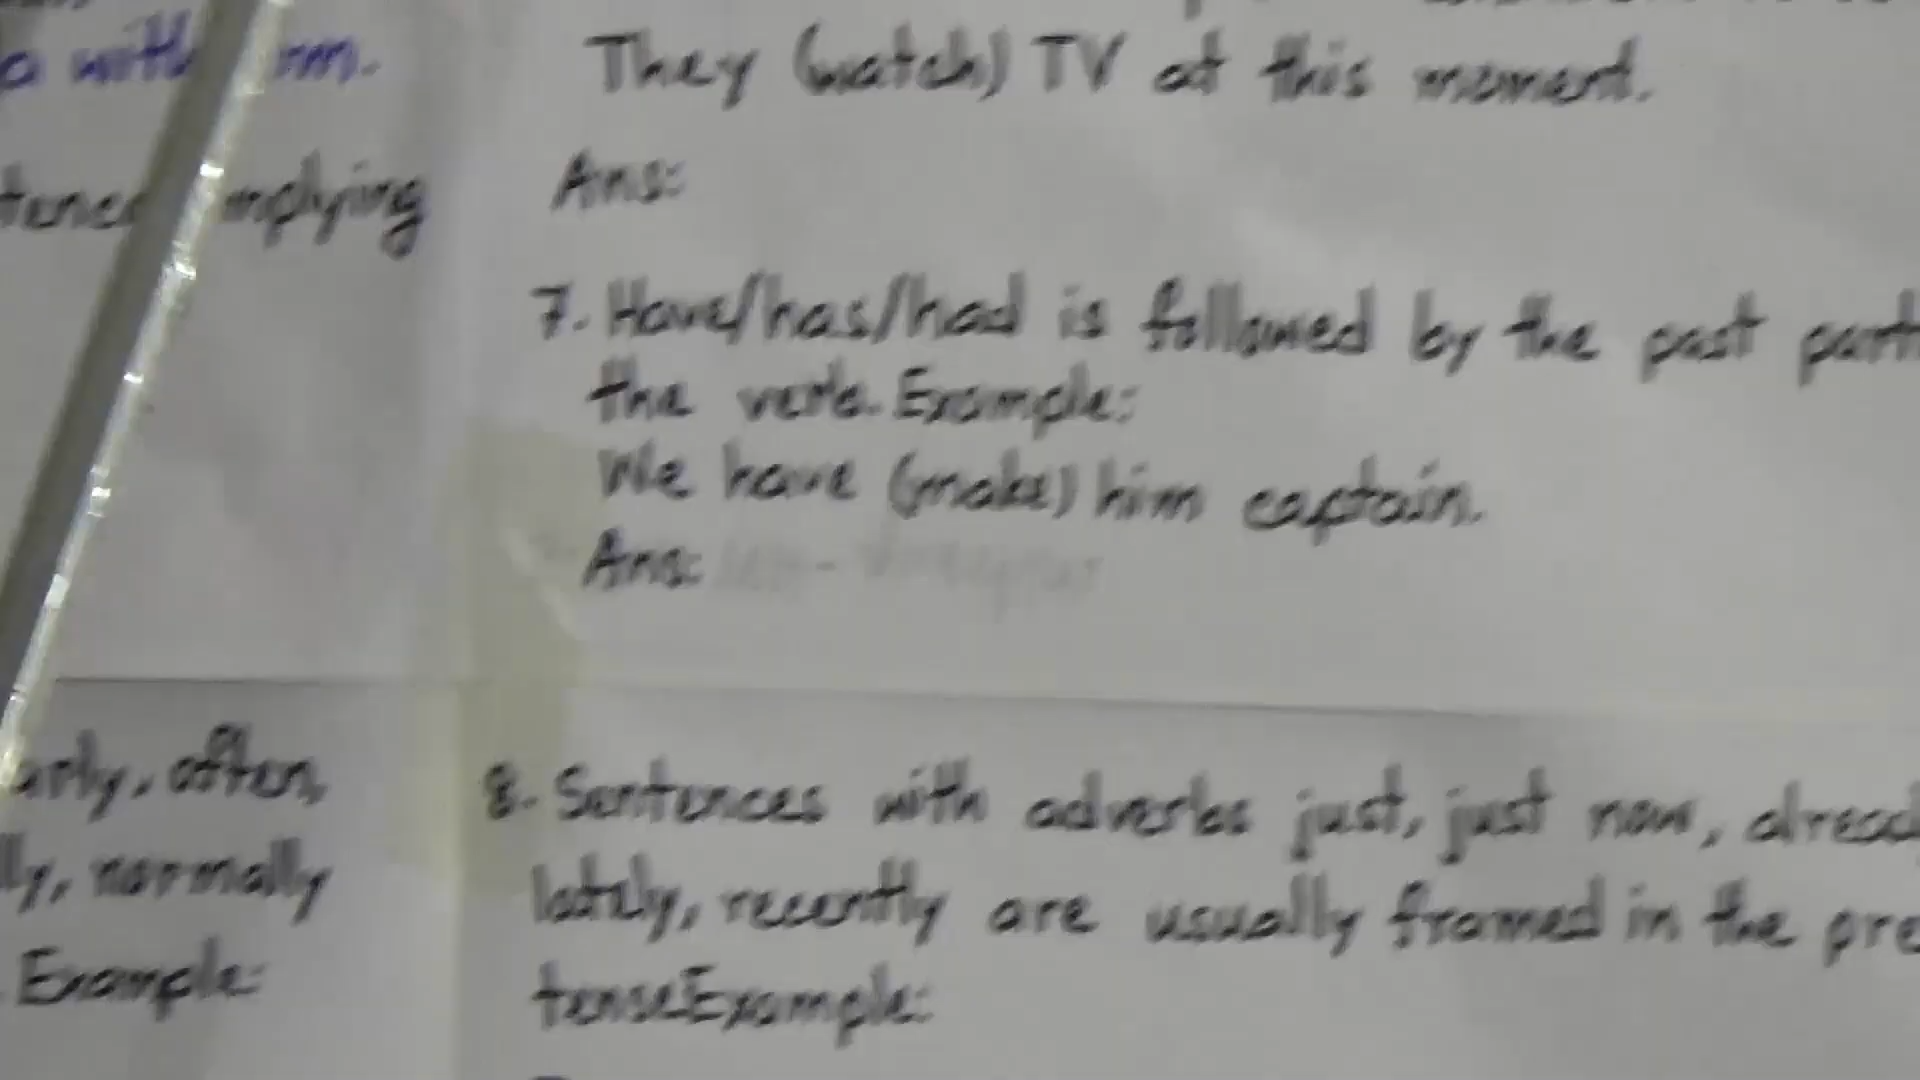 with
They (watch) TV at this moment.
implying
Ans:
7. Have/has/had is followed by the past
the verb. Example:
We have (make) him captain.
Ans:
often,
8. Sentences with adverbs just, just now,
normally
lately, recently are usually framed in the
Example:
tense.Example: